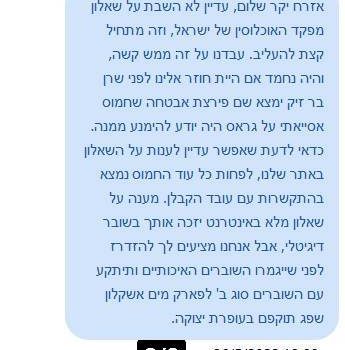 אזרח יקר שלום, עדיין לא השבת על שאלון
מפקד האוכלוסין של ישראל, וזה מתחיל
קצת להעליב. עבדנו על זה ממש קשה,
והיה נחמד אם היית חוזר אלינו לפני שרן
בר זיק ימצא שם פירצת אבטחה שחמוס
אסייאתי על גראס היה יודע להימנע ממנה.
כדאי לדעת שאפשר עדיין לענות על השאלון
באתר שלנו, לפחות כל עוד החמוס נמצא
בהתקשרות עם עובד הקבלן. מענה על
שאלון מלא באינטרנט יזכה אותך בשובר
דיגיטלי, אבל אנחנו מציעים לך להזדרז
לפני שייגמרו השוברים האיכותיים ותיתקע
עם השוברים סוג ב' לפארק מים אשקלון
שפג תוקפם בעופרת יצוקה.